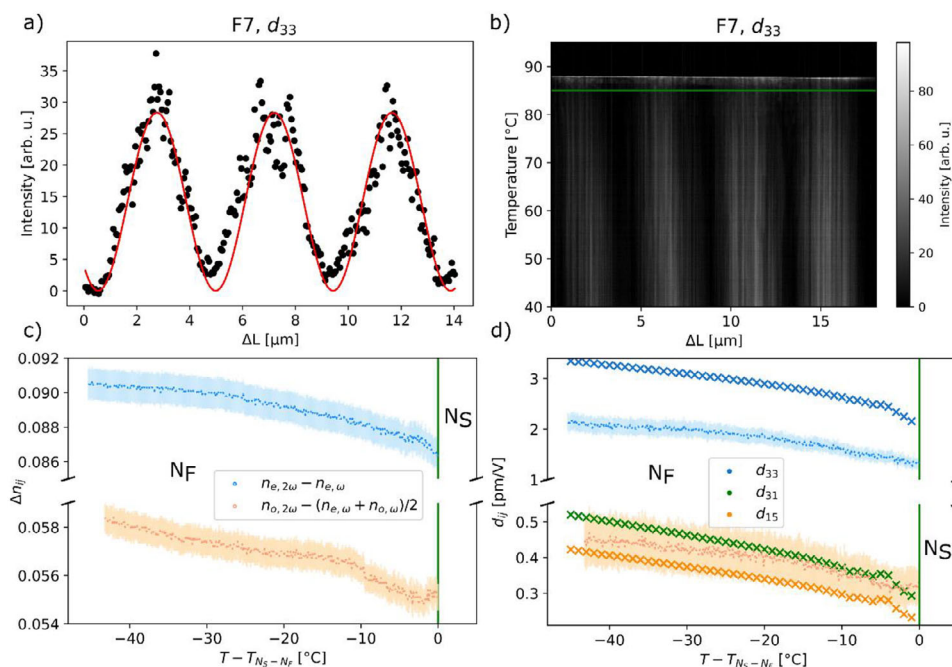 a)
F7, d33
Intensity [arb. u.]
35
30
25
20
15
10
5
0
0
2
4
6
8
10
12
14
ΔL [µm]
b)
F7, d33
Temperature [°C]
90
80
70
60
50
40
0
5
10
15
ΔL [µm]
Intensity [arb. u.]
80
60
40
20
0
c)
Δnij
0.092
0.090
0.088
0.086
0.058
0.056
0.054
NF
NS
ne,2ω − ne,ω
no,2ω − (ne,ω + no,ω)/2
−40
−30
−20
−10
0
T − TNS−NF [°C]
d)
dij [pm/V]
3
2
1
0.5
0.4
0.3
NF
NS
d33
d31
d15
−40
−30
−20
−10
0
T − TNS−NF [°C]